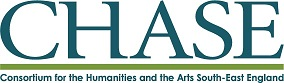 CHASE
Consortium for the Humanities and the Arts South-East England